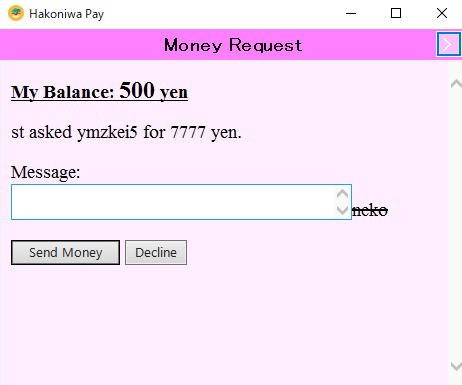 Hakoniwa Pay
Money Request
My Balance: 500 yen
st asked ymzkei5 for 7777 yen.
Message:
neko
Send Money Decline